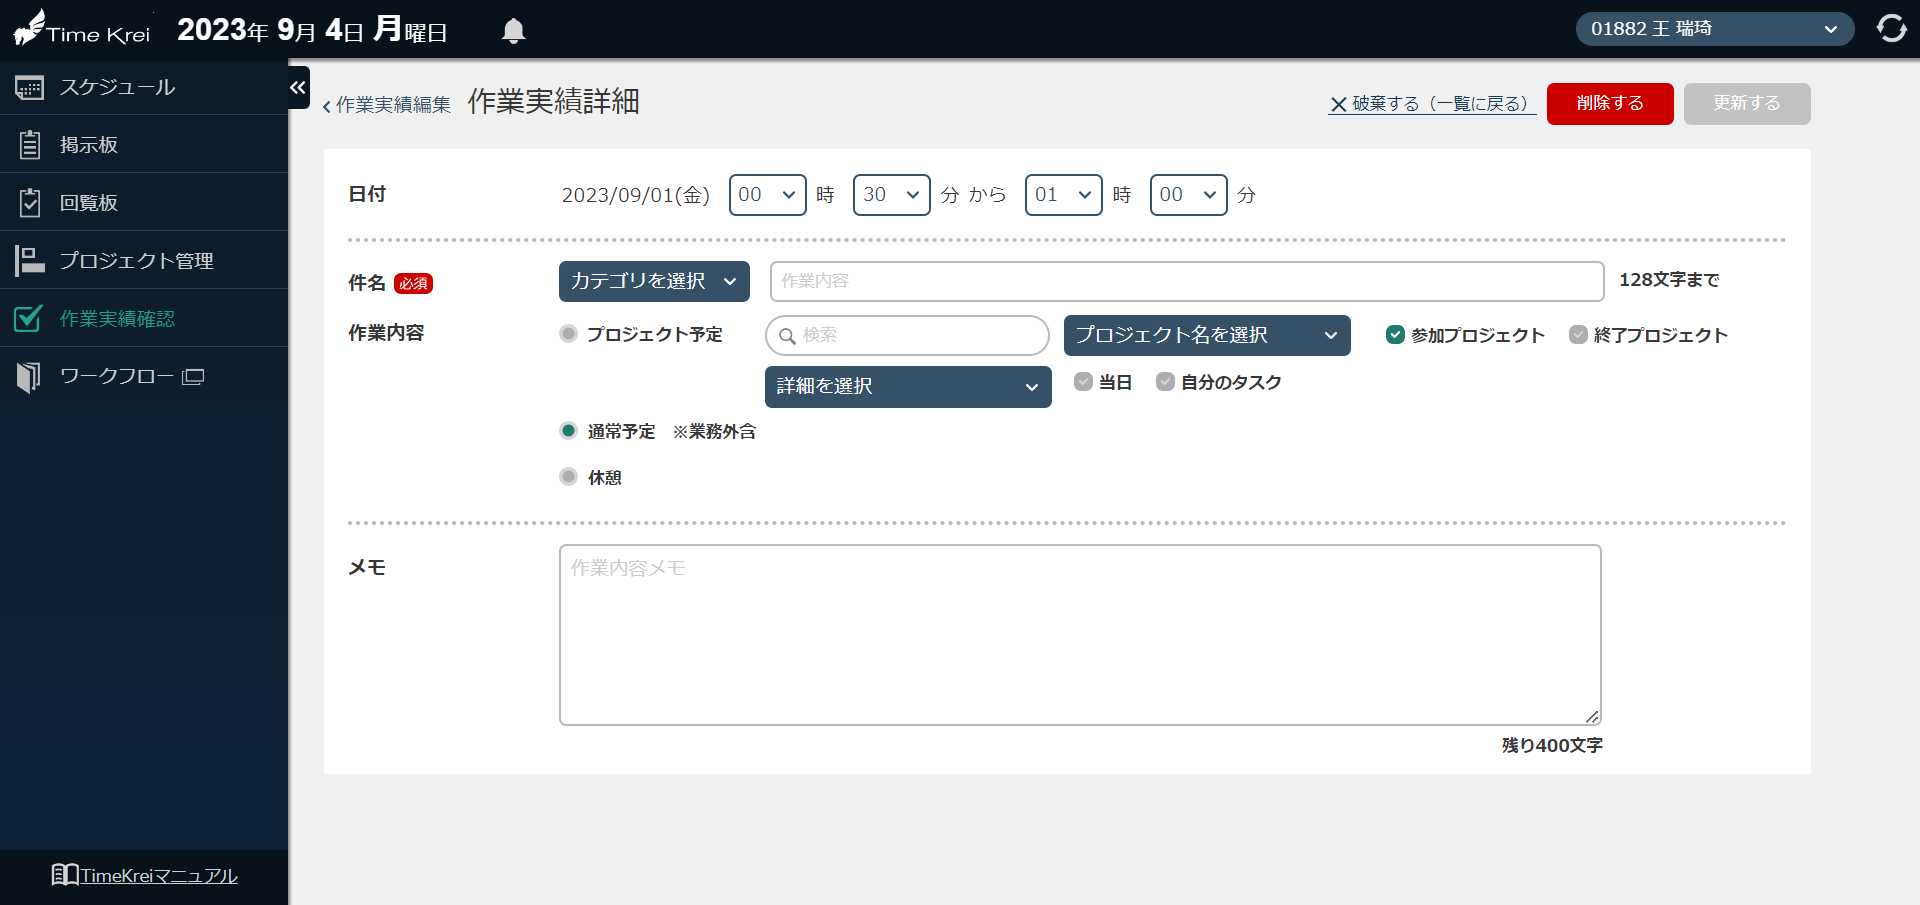 Time Krei 2023年 9月 4日 月曜日 01882 王 瑞琦
スケジュール
掲示板
回覧板
プロジェクト管理
作業実績確認
ワークフロー
TimeKreiマニュアル
作業実績編集 作業実績詳細 破棄する（一覧に戻る） 削除する 更新する
日付 2023/09/01(金) 00 時 30 分 から 01 時 00 分
件名 必須 カテゴリを選択 作業内容 128文字まで
作業内容 プロジェクト予定 検索 プロジェクト名を選択 参加プロジェクト 終了プロジェクト
詳細を選択 当日 自分のタスク
通常予定 ※業務外含
休憩
メモ 作業内容メモ
残り400文字